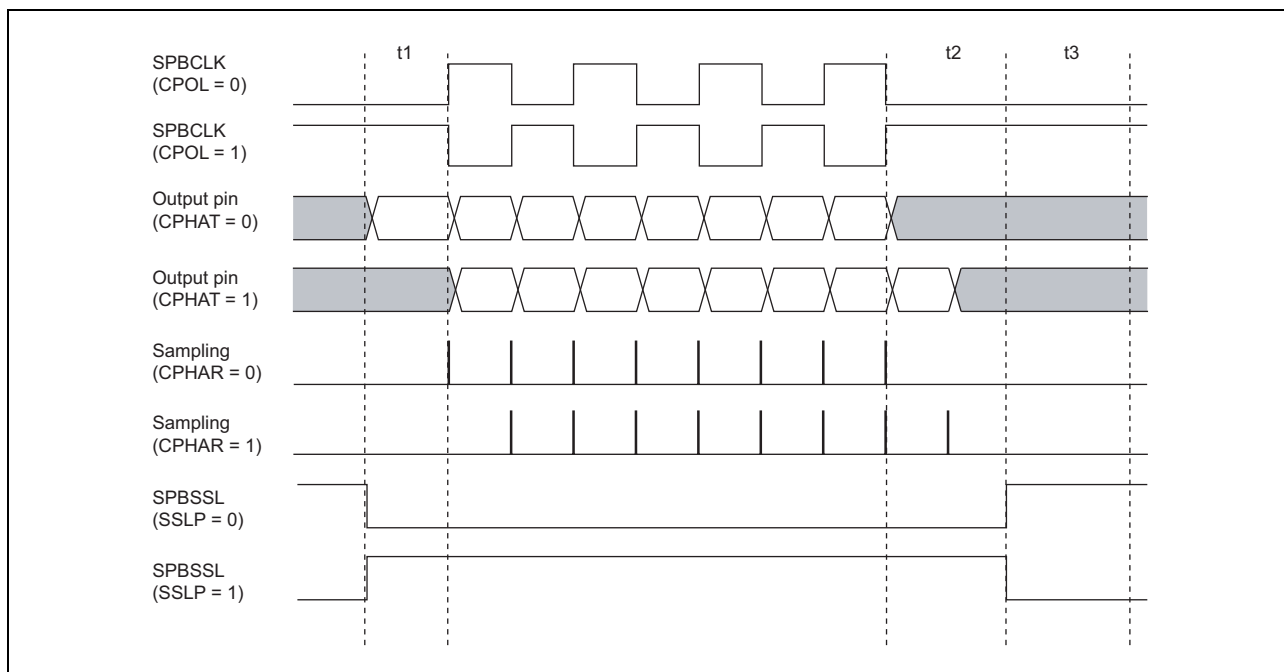 t1
t2
t3
SPBCLK
(CPOL = 0)
SPBCLK
(CPOL = 1)
Output pin
(CPHAT = 0)
Output pin
(CPHAT = 1)
Sampling
(CPHAR = 0)
Sampling
(CPHAR = 1)
SPBSSL
(SSLP = 0)
SPBSSL
(SSLP = 1)